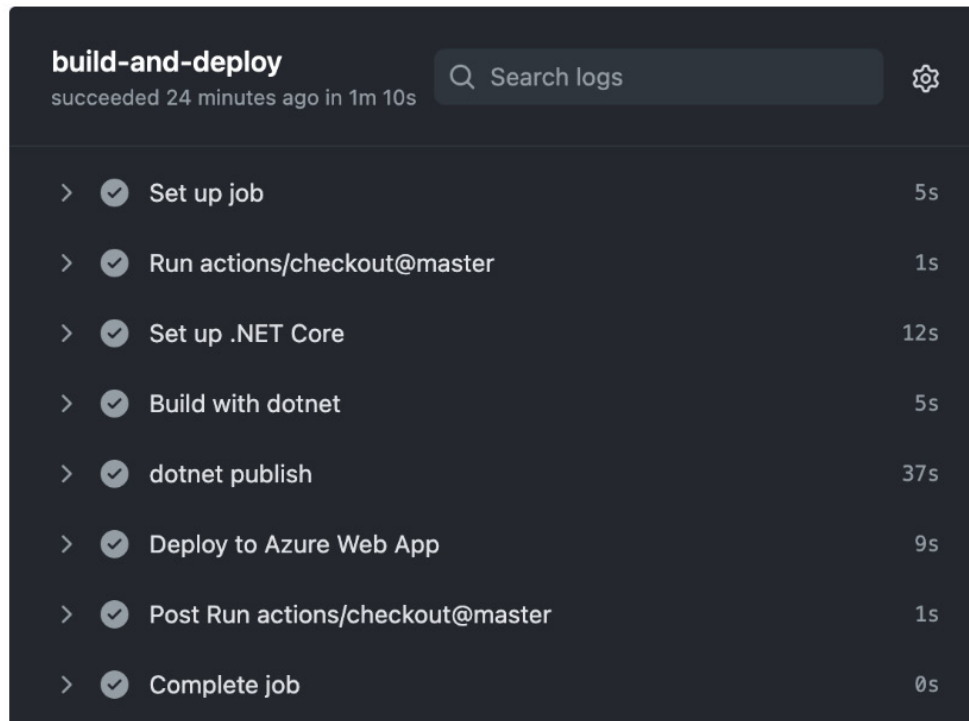 build-and-deploy
succeeded 24 minutes ago in 1m 10s
Search logs
Set up job 5s
Run actions/checkout@master 1s
Set up .NET Core 12s
Build with dotnet 5s
dotnet publish 37s
Deploy to Azure Web App 9s
Post Run actions/checkout@master 1s
Complete job 0s